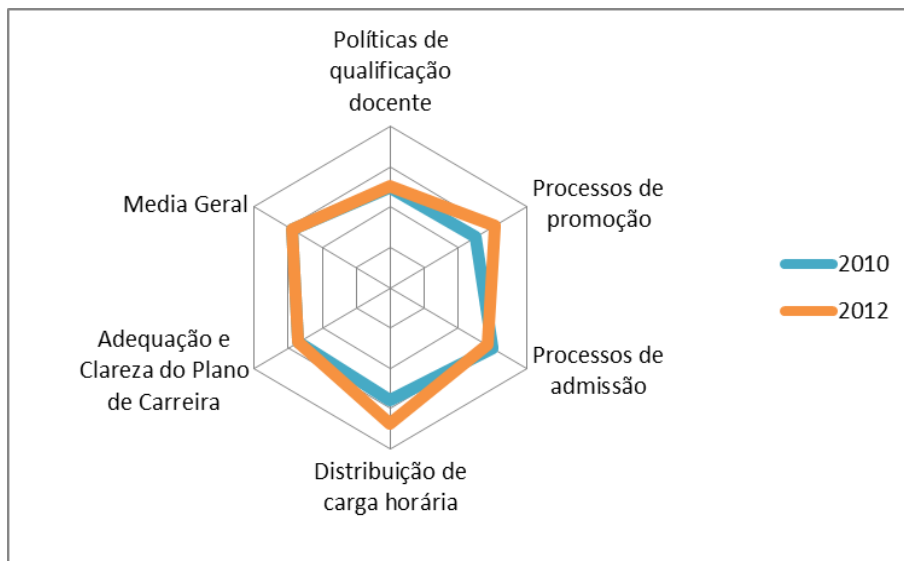 Políticas de
qualificação
docente
Processos de
promoção
Processos de
admissão
Distribuição de
carga horária
Adequação e
Clareza do Plano
de Carreira
Media Geral
2010
2012